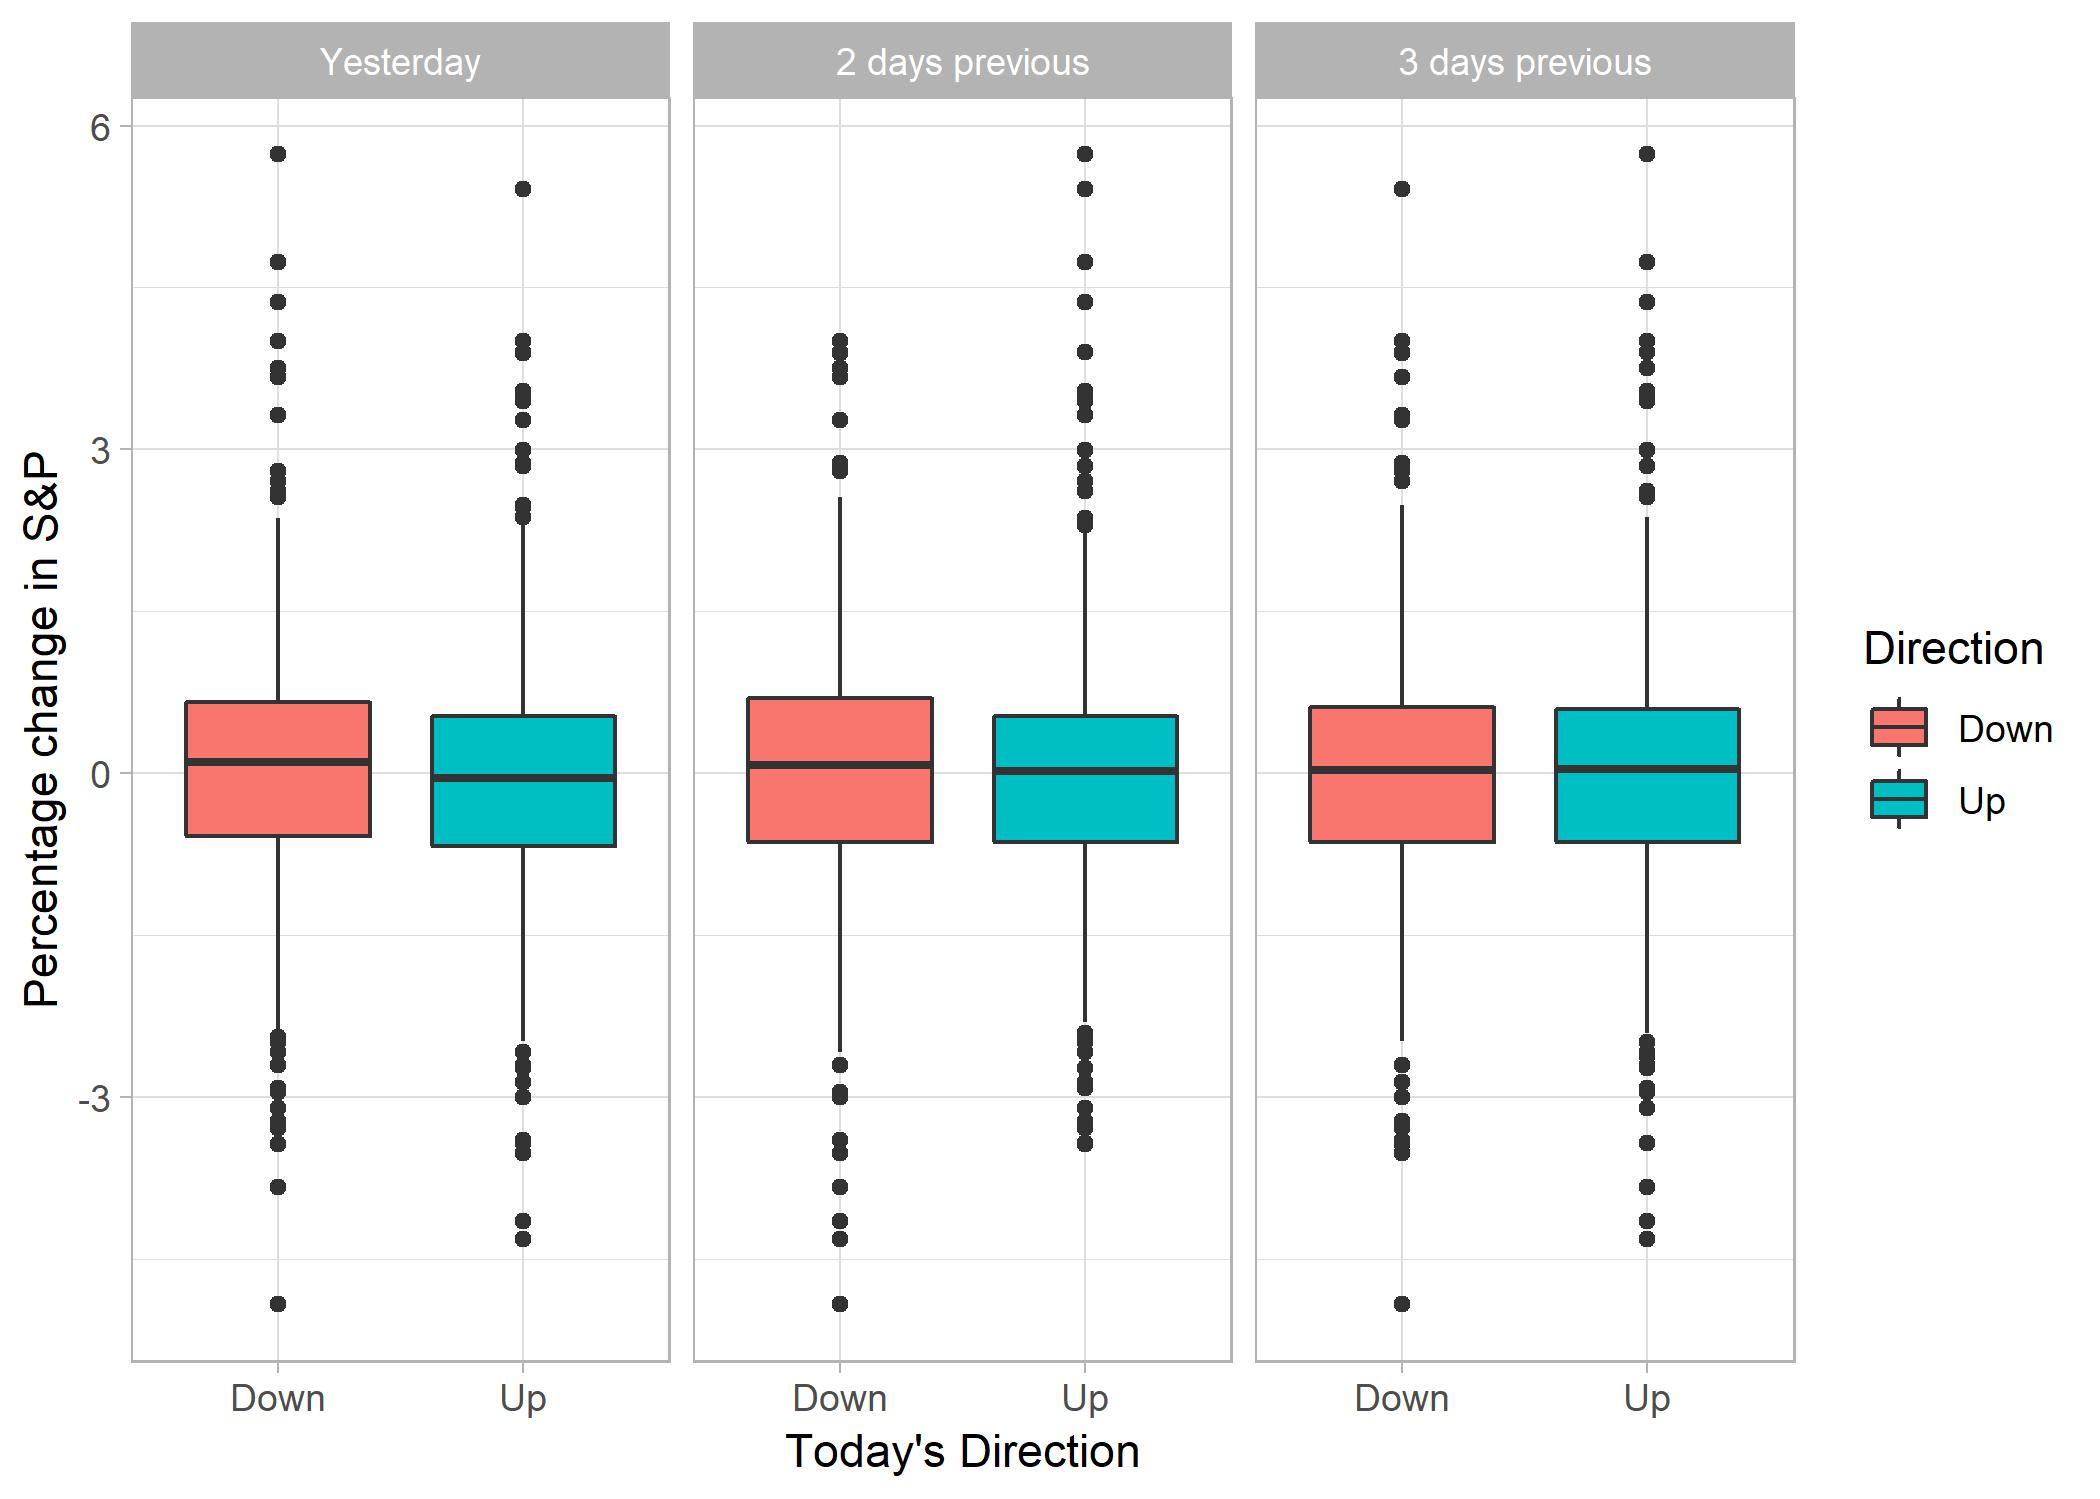 Yesterday
2 days previous
3 days previous
6
3
0
-3
Percentage change in S&P
Down
Up
Down
Up
Down
Up
Today's Direction
Direction
Down
Up